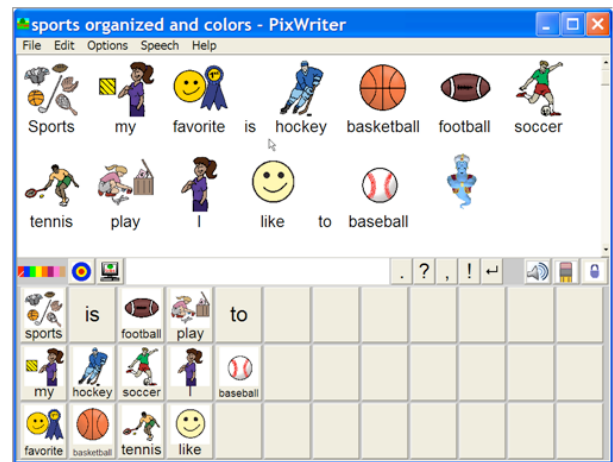 sports organized and colors - PixWriter
File Edit Options Speech Help
1st
Sports my favorite is hockey basketball football soccer
tennis play I like to baseball
. ? , ! ↵
sports is football play to
my hockey soccer I baseball
favorite basketball tennis like